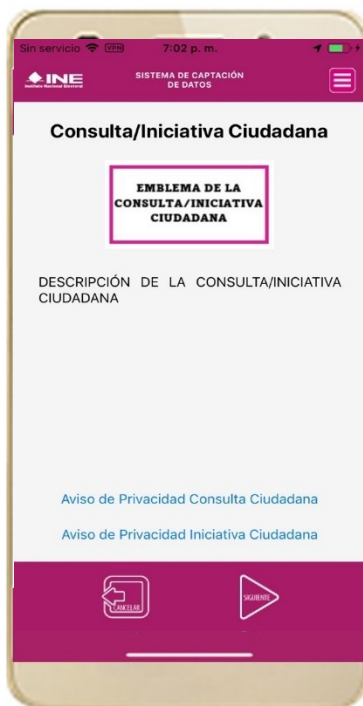 Sin servicio VPN 7:02 p. m.
INE
Instituto Nacional Electoral
SISTEMA DE CAPTACIÓN
DE DATOS
Consulta/Iniciativa Ciudadana
EMBLEMA DE LA
CONSULTA/INICIATIVA
CIUDADANA
DESCRIPCIÓN DE LA CONSULTA/INICIATIVA
CIUDADANA
Aviso de Privacidad Consulta Ciudadana
Aviso de Privacidad Iniciativa Ciudadana
CANCELAR
SIGUIENTE